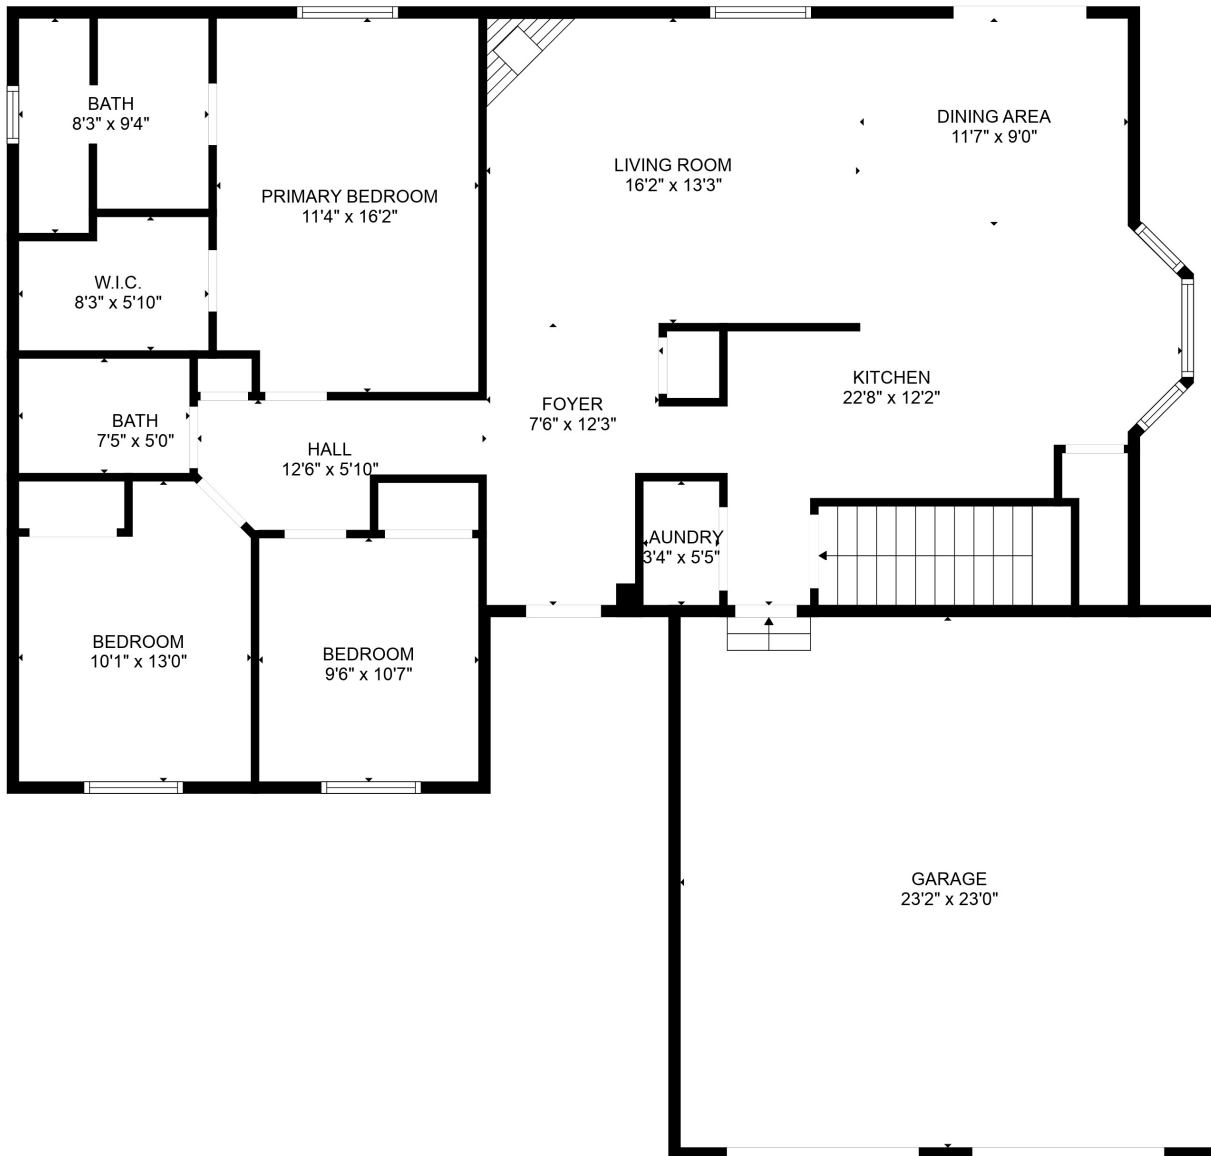 BATH
8'3" x 9'4"
DINING AREA
11'7" x 9'0"
LIVING ROOM
16'2" x 13'3"
PRIMARY BEDROOM
11'4" x 16'2"
W.I.C.
8'3" x 5'10"
KITCHEN
22'8" x 12'2"
FOYER
7'6" x 12'3"
BATH
7'5" x 5'0"
HALL
12'6" x 5'10"
AUNDRY
3'4" x 5'5"
BEDROOM
10'1" x 13'0"
BEDROOM
9'6" x 10'7"
GARAGE
23'2" x 23'0"